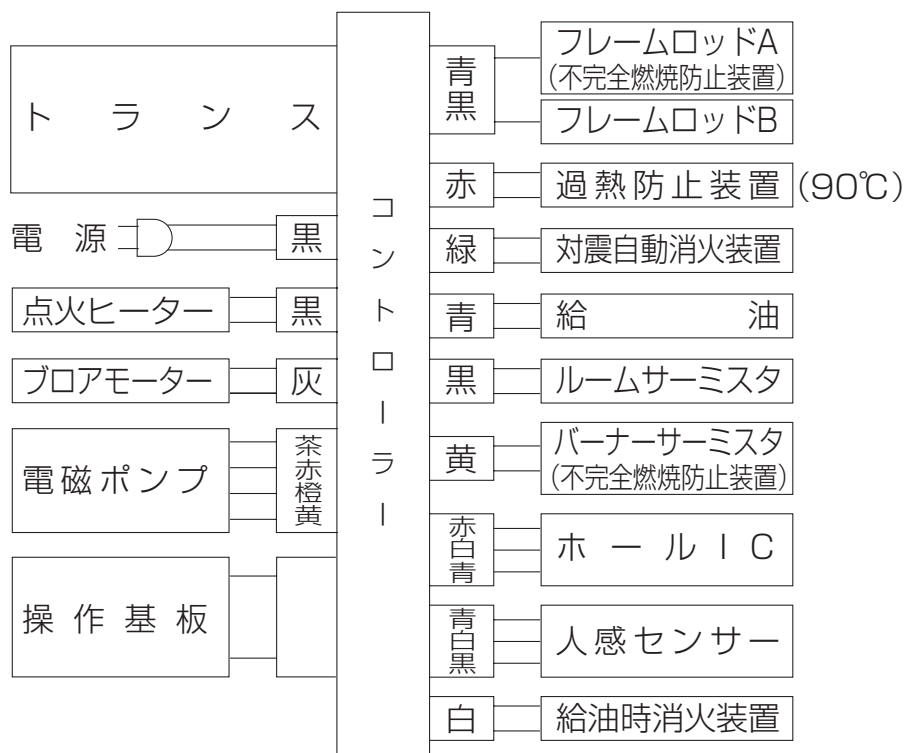 トランス
電源
黒
点火ヒーター
黒
ブロアモーター
灰
電磁ポンプ
茶
赤
橙
黄
操作基板
コントローラー
青
黒
フレームロッドA
(不完全燃焼防止装置)
フレームロッドB
赤
過熱防止装置(90℃)
緑
対震自動消火装置
青
給油
黒
ルームサーミスタ
黄
バーナーサーミスタ
(不完全燃焼防止装置)
赤
白
青
ホールIC
青
白
黒
人感センサー
白
給油時消火装置